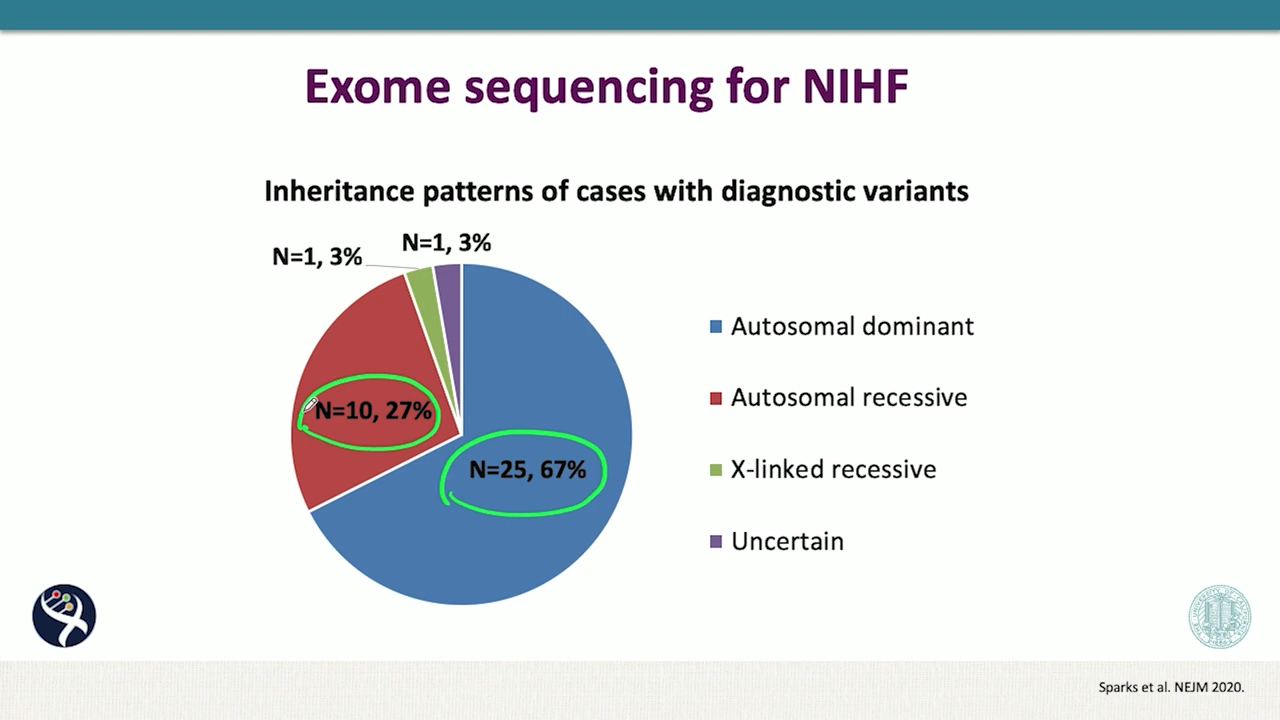 Exome sequencing for NIHF
Inheritance patterns of cases with diagnostic variants
N=1, 3%
N=1, 3%
N=10, 27%
N=25, 67%
Autosomal dominant
Autosomal recessive
X-linked recessive
Uncertain
Sparks et al. NEJM 2020.